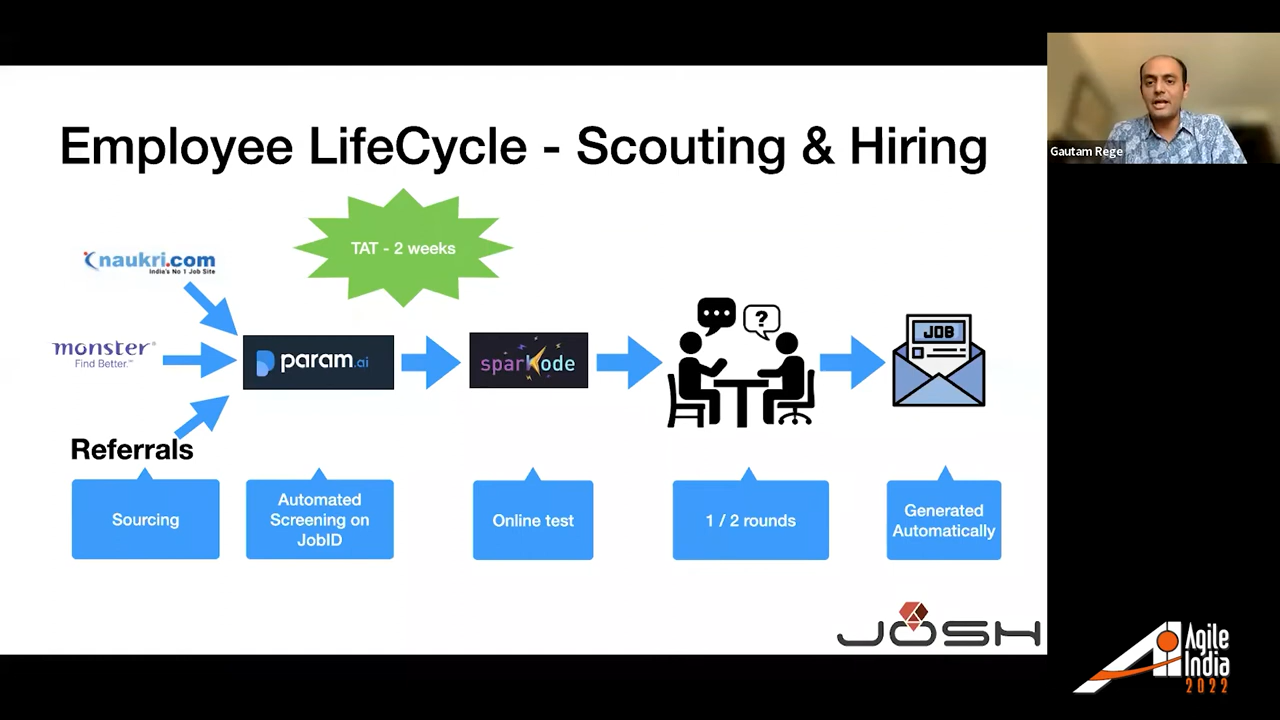 Employee LifeCycle - Scouting & Hiring
TAT - 2 weeks
naukri.com
India's No 1 Job Site
monster®
Find Better.™
Referrals
param.ai
sparkode
?
JOB
Sourcing
Automated
Screening on
JobID
Online test
1 / 2 rounds
Generated
Automatically
JOSH
Gautam Rege
Agile
India
2022